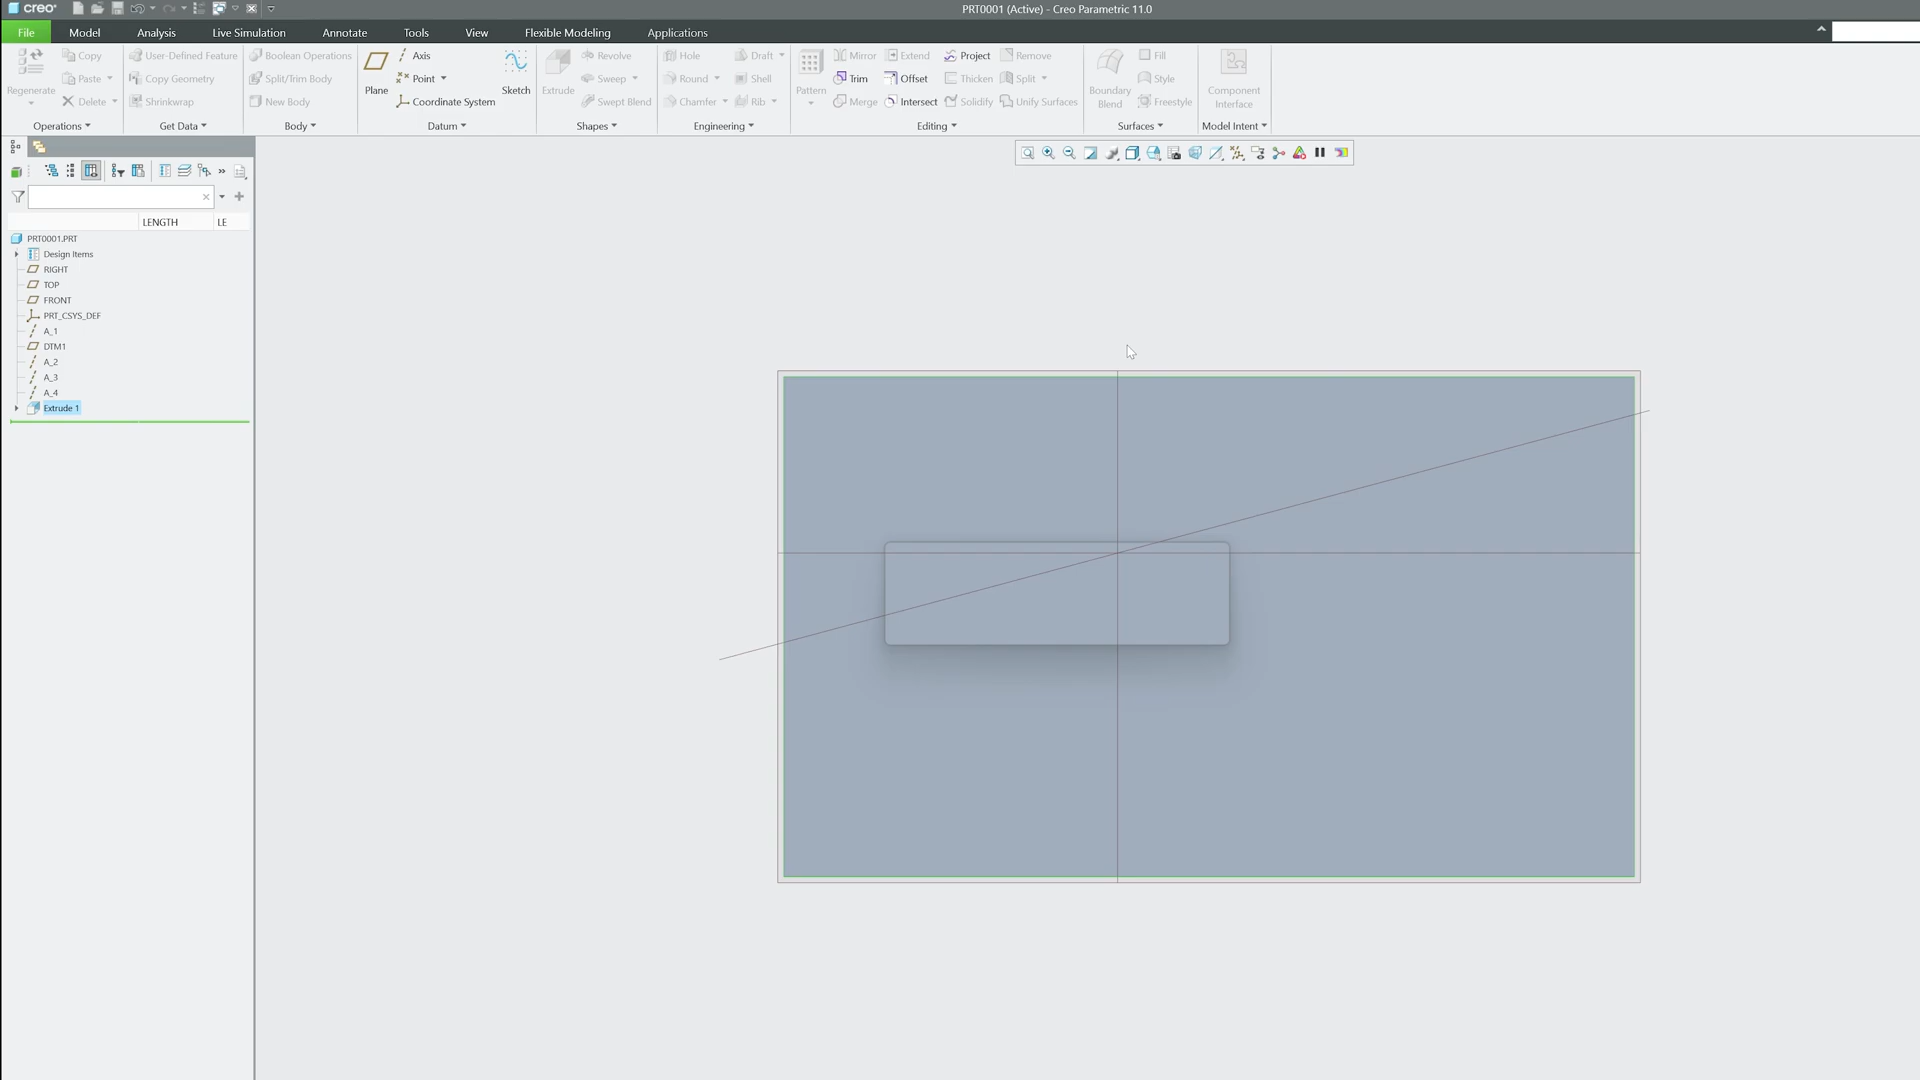 creo
PRT0001 (Active) - Creo Parametric 11.0
File Model Analysis Live Simulation Annotate Tools View Flexible Modeling Applications
Regenerate
Copy
Paste
Delete
Operations
User-Defined Feature
Copy Geometry
Shrinkwrap
Get Data
Boolean Operations
Split/Trim Body
New Body
Body
Plane
Axis
Point
Coordinate System
Sketch
Datum
Extrude
Revolve
Sweep
Swept Blend
Shapes
Hole
Round
Chamfer
Draft
Shell
Rib
Engineering
Pattern
Mirror
Trim
Merge
Extend
Offset
Intersect
Project
Thicken
Solidify
Remove
Split
Unify Surfaces
Editing
Boundary
Blend
Fill
Style
Freestyle
Surfaces
Component
Interface
Model Intent
LENGTH LE
PRT0001.PRT
Design Items
RIGHT
TOP
FRONT
PRT_CSYS_DEF
A_1
DTM1
A_2
A_3
A_4
Extrude 1